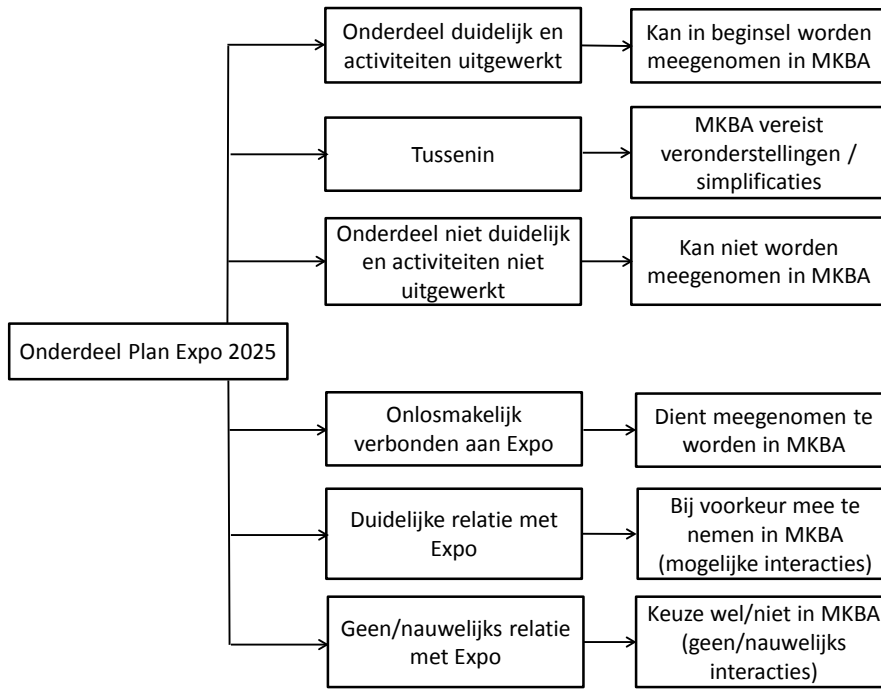 Onderdeel duidelijk en
activiteiten uitgewerkt
Kan in beginsel worden
meegenomen in MKBA
Tussenin
MKBA vereist
veronderstellingen /
simplificaties
Onderdeel niet duidelijk
en activiteiten niet
uitgewerkt
Kan niet worden
meegenomen in MKBA
Onderdeel Plan Expo 2025
Onlosmakelijk
verbonden aan Expo
Dient meegenomen te
worden in MKBA
Duidelijke relatie met
Expo
Bij voorkeur mee te
nemen in MKBA
(mogelijke interacties)
Geen/nauwelijks relatie
met Expo
Keuze wel/niet in MKBA
(geen/nauwelijks
interacties)